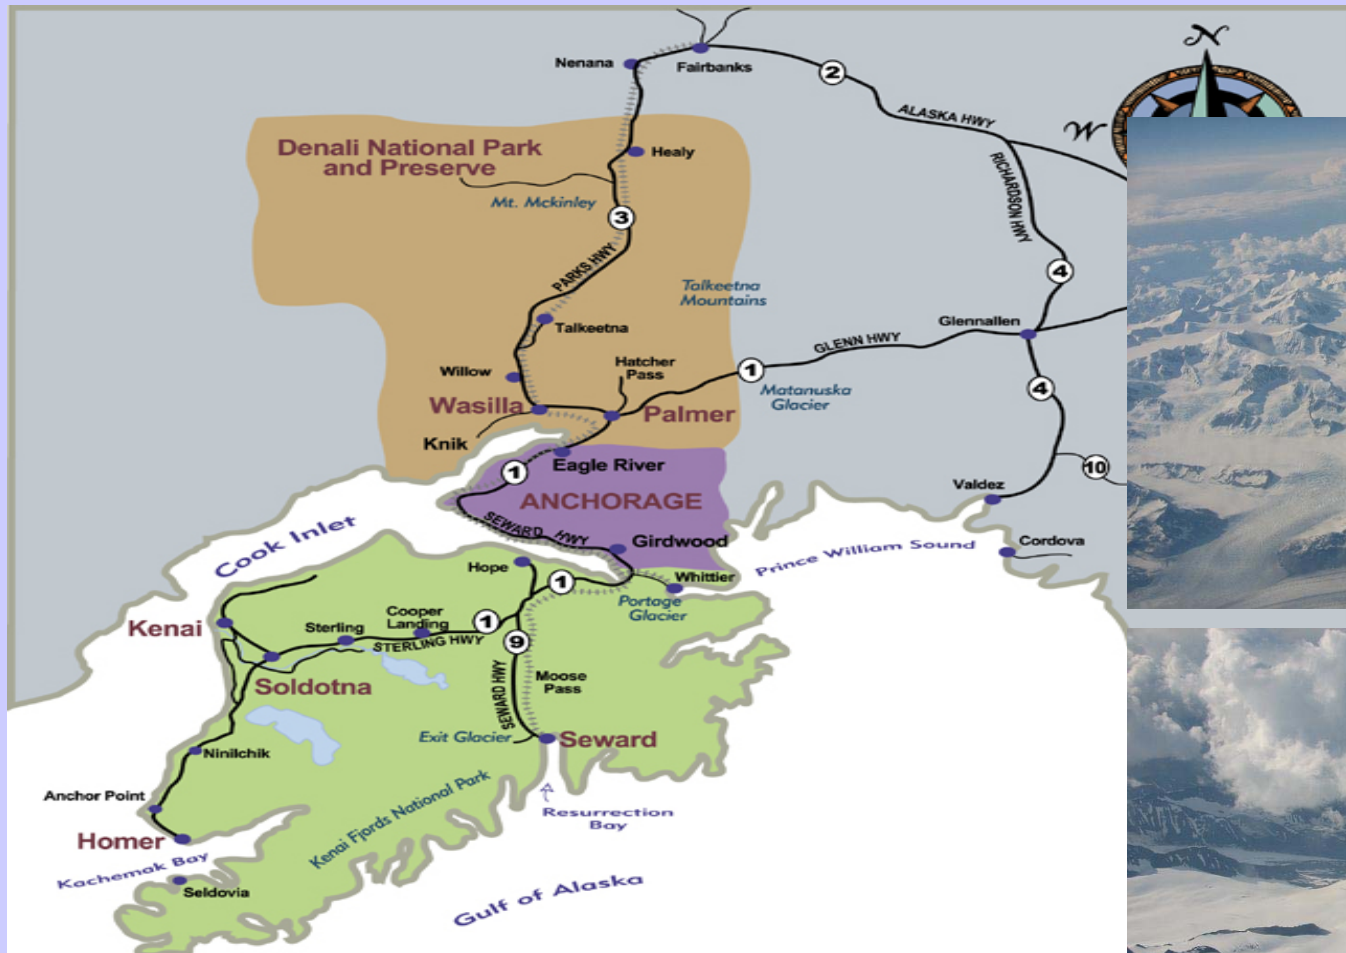 N
W
Nenana
Fairbanks
2
ALASKA HWY
RICHARDSON HWY
Denali National Park
and Preserve
Healy
Mt. Mckinley
3
PARKS HWY
Talkeetna
Mountains
4
Talkeetna
Glennallen
GLENN HWY
Hatcher
Pass
Willow
1
4
Matanuska
Glacier
Wasilla
Palmer
Knik
Eagle River
1
10
Valdez
ANCHORAGE
SEWARD HWY
Girdwood
Cook Inlet
Prince William Sound
Cordova
Hope
1
Whittier
Portage
Glacier
Kenai
Sterling
Cooper
Landing
1
STERLING HWY
9
Soldotna
SEWARD HWY
Moose
Pass
Exit Glacier
Seward
Ninilchik
Kenai Fjords National Park
Anchor Point
Resurrection
Bay
Homer
Kachemak Bay
Seldovia
Gulf of Alaska